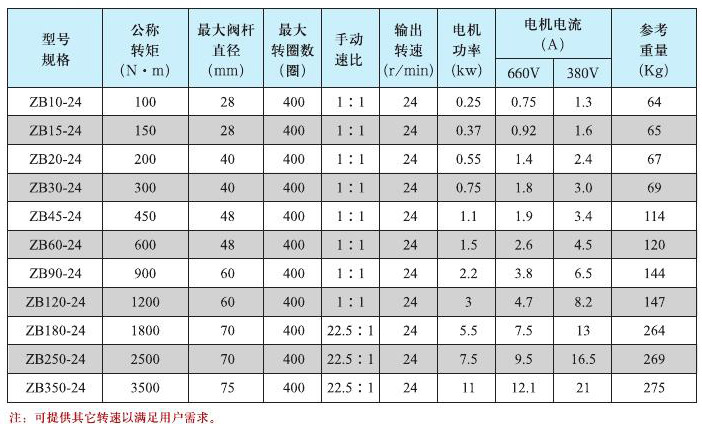 型号规格 公称转矩(N·m) 最大阀杆直径(mm) 最大转圈数(圈) 手动速比 输出转速(r/min) 电机功率(kw) 电机电流(A) 参考重量(Kg)
660V 380V
ZB10-24 100 28 400 1∶1 24 0.25 0.75 1.3 64
ZB15-24 150 28 400 1∶1 24 0.37 0.92 1.6 65
ZB20-24 200 40 400 1∶1 24 0.55 1.4 2.4 67
ZB30-24 300 40 400 1∶1 24 0.75 1.8 3.0 69
ZB45-24 450 48 400 1∶1 24 1.1 1.9 3.4 114
ZB60-24 600 48 400 1∶1 24 1.5 2.6 4.5 120
ZB90-24 900 60 400 1∶1 24 2.2 3.8 6.5 144
ZB120-24 1200 60 400 1∶1 24 3 4.7 8.2 147
ZB180-24 1800 70 400 22.5∶1 24 5.5 7.5 13 264
ZB250-24 2500 70 400 22.5∶1 24 7.5 9.5 16.5 269
ZB350-24 3500 75 400 22.5∶1 24 11 12.1 21 275
注：可提供其它转速以满足用户需求。